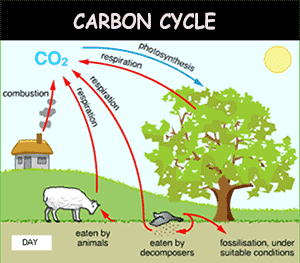 CARBON CYCLE
CO2
photosynthesis
respiration
combustion
respiration
respiration
DAY
eaten by
animals
eaten by
decomposers
fossilisation, under
suitable conditions